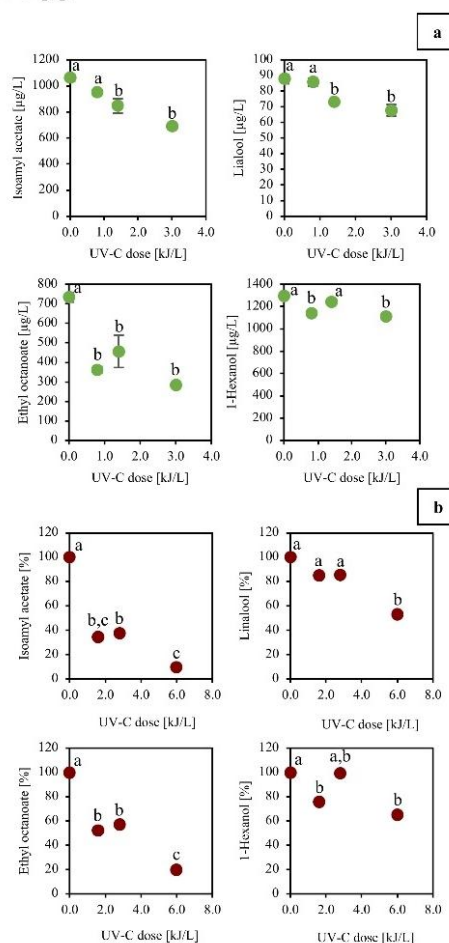 a
Isoamyl acetate [µg/L]
1200
1000
800
600
400
200
0
a
a
b
b
0.0 1.0 2.0 3.0 4.0
UV-C dose [kJ/L]
Lialool [µg/L]
100
90
80
70
60
50
40
30
20
10
0
a
a
b
b
0.0 1.0 2.0 3.0 4.0
UV-C dose [kJ/L]
Ethyl octanoate [µg/L]
800
700
600
500
400
300
200
100
0
a
b
b
b
0.0 1.0 2.0 3.0 4.0
UV-C dose [kJ/L]
1-Hexanol [µg/L]
1400
1200
1000
800
600
400
200
0
a
b
a
b
0.0 1.0 2.0 3.0 4.0
UV-C dose [kJ/L]
b
Isoamyl acetate [%]
120
100
80
60
40
20
0
a
b,c
b
c
0.0 2.0 4.0 6.0 8.0
UV-C dose [kJ/L]
Linalool [%]
120
100
80
60
40
20
0
a
a
a
b
0.0 2.0 4.0 6.0 8.0
UV-C dose [kJ/L]
Ethyl octanoate [%]
120
100
80
60
40
20
0
a
b
b
c
0.0 2.0 4.0 6.0 8.0
UV-C dose [kJ/L]
1-Hexanol [%]
120
100
80
60
40
20
0
a
b
a,b
b
0.0 2.0 4.0 6.0 8.0
UV-C dose [kJ/L]